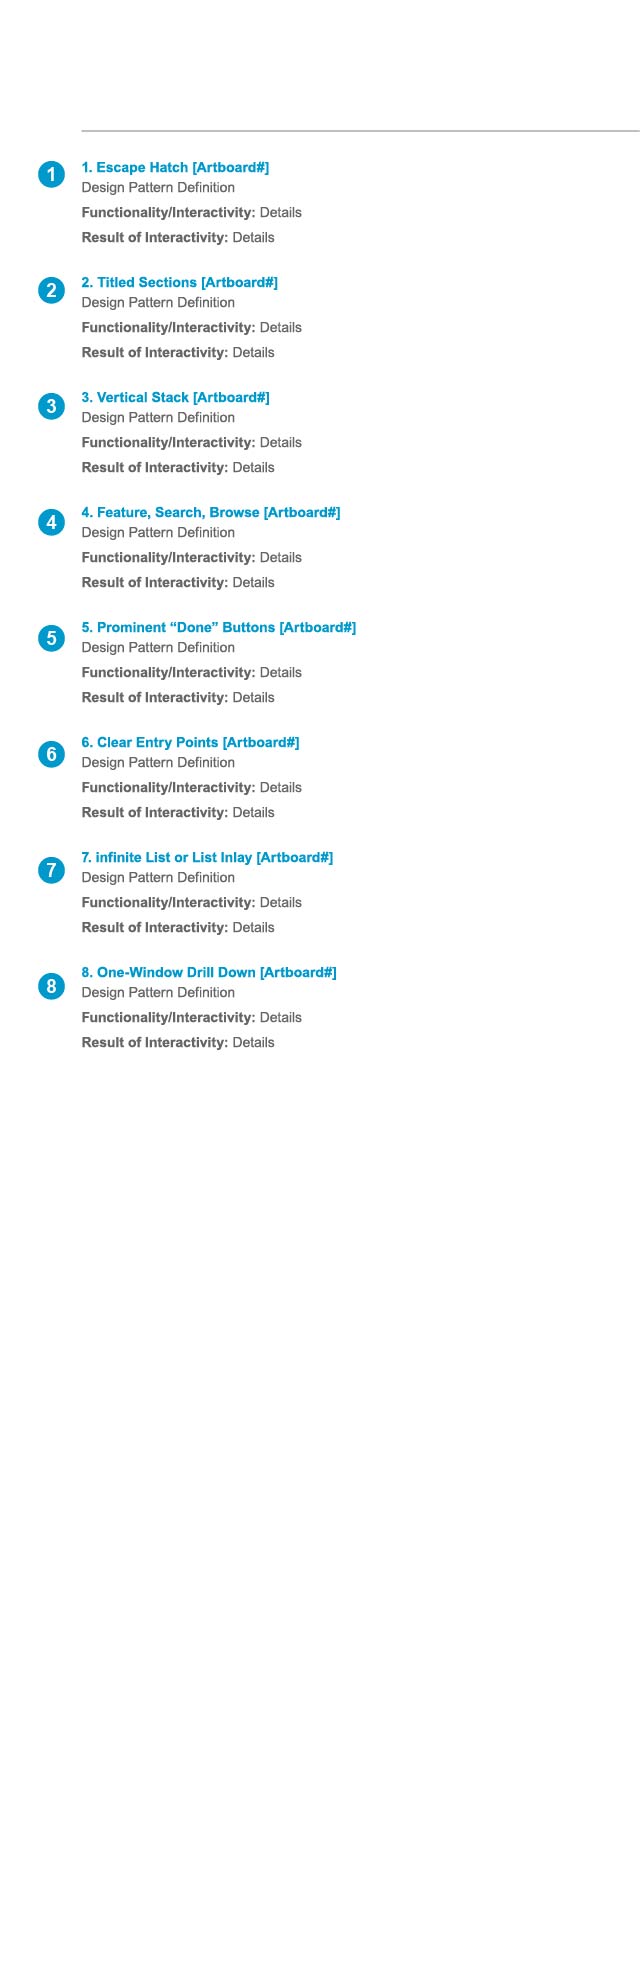 1
1. Escape Hatch [Artboard#]
Design Pattern Definition
Functionality/Interactivity: Details
Result of Interactivity: Details
2
2. Titled Sections [Artboard#]
Design Pattern Definition
Functionality/Interactivity: Details
Result of Interactivity: Details
3
3. Vertical Stack [Artboard#]
Design Pattern Definition
Functionality/Interactivity: Details
Result of Interactivity: Details
4
4. Feature, Search, Browse [Artboard#]
Design Pattern Definition
Functionality/Interactivity: Details
Result of Interactivity: Details
5
5. Prominent “Done” Buttons [Artboard#]
Design Pattern Definition
Functionality/Interactivity: Details
Result of Interactivity: Details
6
6. Clear Entry Points [Artboard#]
Design Pattern Definition
Functionality/Interactivity: Details
Result of Interactivity: Details
7
7. infinite List or List Inlay [Artboard#]
Design Pattern Definition
Functionality/Interactivity: Details
Result of Interactivity: Details
8
8. One-Window Drill Down [Artboard#]
Design Pattern Definition
Functionality/Interactivity: Details
Result of Interactivity: Details